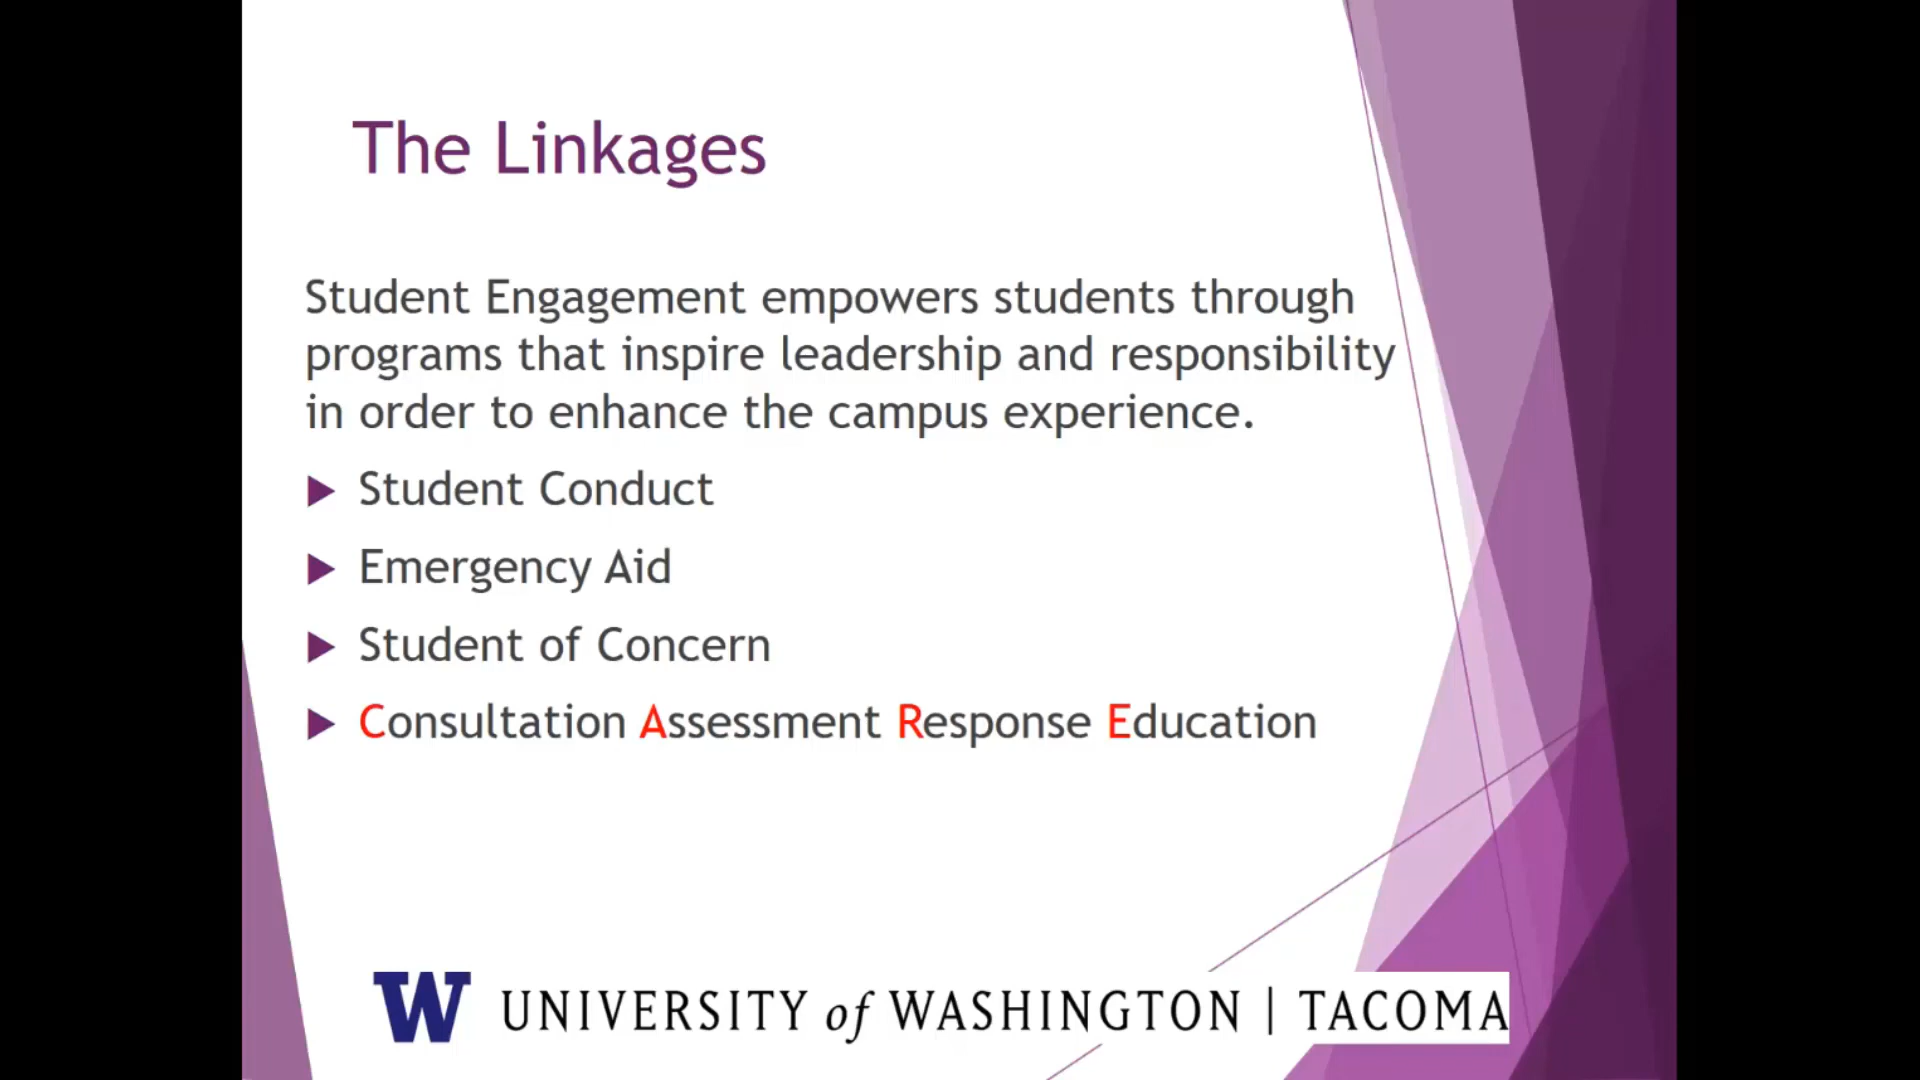 The Linkages
Student Engagement empowers students through
programs that inspire leadership and responsibility
in order to enhance the campus experience.
Student Conduct
Emergency Aid
Student of Concern
Consultation Assessment Response Education
W UNIVERSITY of WASHINGTON | TACOMA